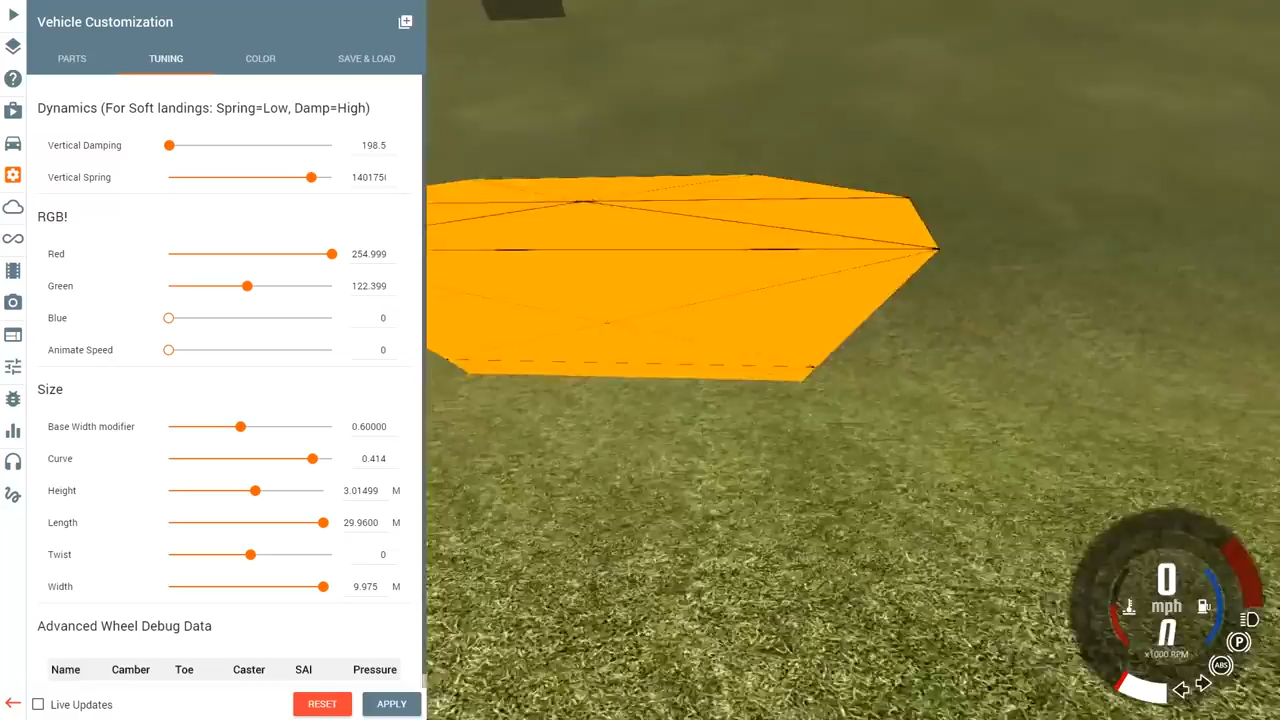 Vehicle Customization
PARTS TUNING COLOR SAVE & LOAD
Dynamics (For Soft landings: Spring=Low, Damp=High)
Vertical Damping 198.5
Vertical Spring 140175
RGB!
Red 254.999
Green 122.399
Blue 0
Animate Speed 0
Size
Base Width modifier 0.60000
Curve 0.414
Height 3.01499 M
Length 29.9600 M
Twist 0
Width 9.975 M
Advanced Wheel Debug Data
Name Camber Toe Caster SAI Pressure
Live Updates RESET APPLY
0
mph
0
x1000 RPM
P
ABS